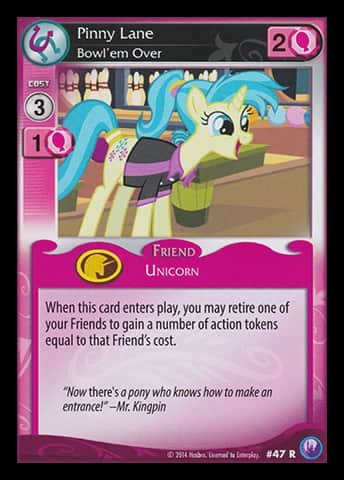 Pinny Lane
Bowl'em Over
2
COST
3
1
FRIEND
UNICORN
When this card enters play, you may retire one of
your Friends to gain a number of action tokens
equal to that Friend's cost.
“Now there's a pony who knows how to make an
entrance!” –Mr. Kingpin
© 2014 Hasbro. Licensed to Enterplay.
#47 R